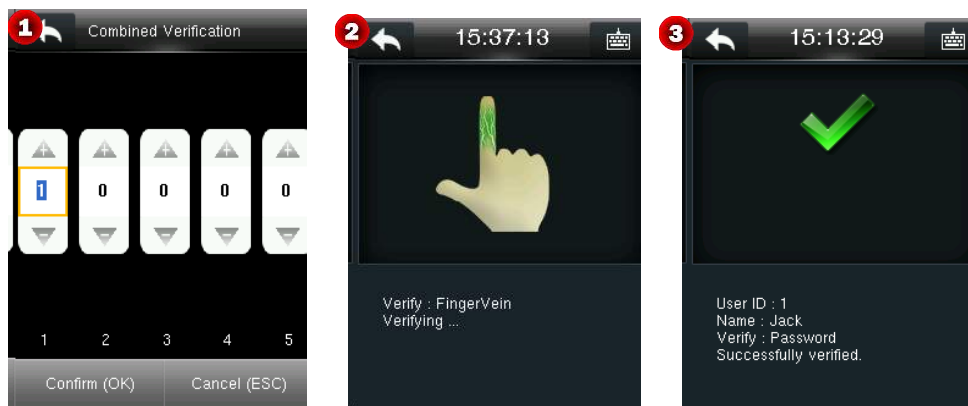 1
Combined Verification
1 0 0 0 0
1 2 3 4 5
Confirm (OK) Cancel (ESC)
2
15:37:13
Verify : FingerVein
Verifying ...
3
15:13:29
User ID : 1
Name : Jack
Verify : Password
Successfully verified.